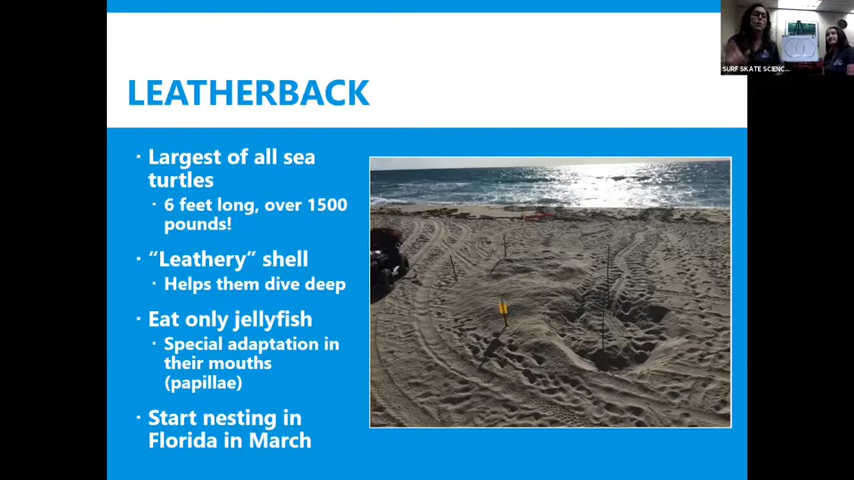 SURF SKATE SCIENC...
LEATHERBACK
· Largest of all sea
turtles
· 6 feet long, over 1500
pounds!
· “Leathery” shell
· Helps them dive deep
· Eat only jellyfish
· Special adaptation in
their mouths
(papillae)
· Start nesting in
Florida in March